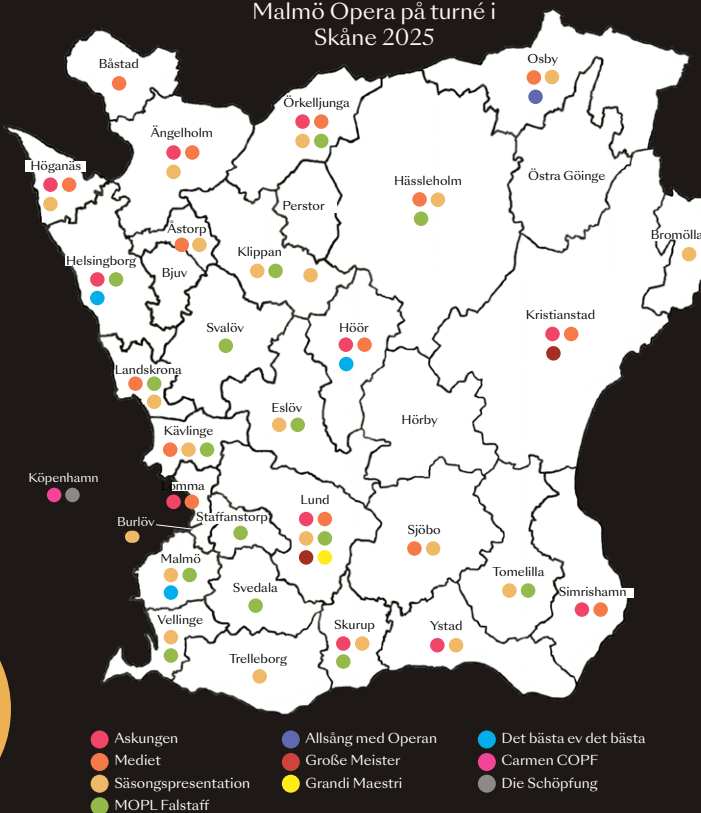 Malmö Opera på turné i
Skåne 2025
Båstad
Osby
Örkelljunga
Ängelholm
Höganäs
Hässleholm
Östra Göinge
Perstor
Åstorp
Bromölla
Klippan
Helsingborg
Bjuv
Kristianstad
Svalöv
Höör
Landskrona
Eslöv
Hörby
Kävlinge
Köpenhamn
Lomma
Lund
Burlöv
Staffanstorp
Sjöbo
Malmö
Tomelilla
Svedala
Simrishamn
Vellinge
Skurup
Ystad
Trelleborg
Askungen
Mediet
Säsongspresentation
MOPL Falstaff
Allsång med Operan
Große Meister
Grandi Maestri
Det bästa ev det bästa
Carmen COPF
Die Schöpfung